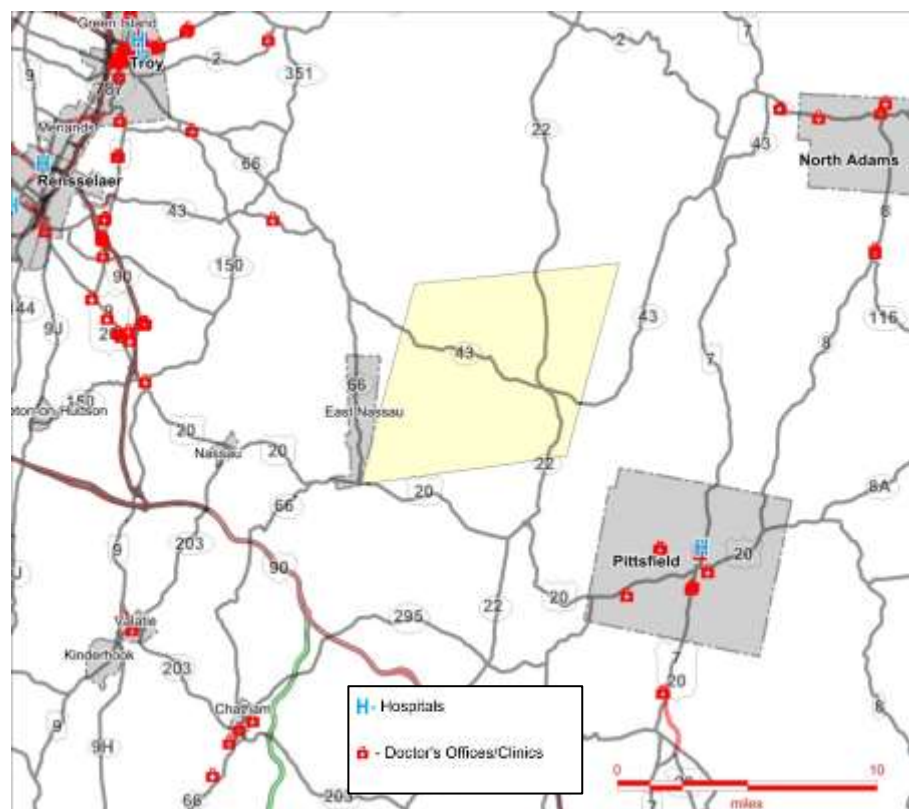 Green Island
Troy
2
9
787
351
2
7
22
43
North Adams
Menands
66
Rensselaer
43
8
150
90
144
9J
9
43
116
43
7
8
66
150
East Nassau
20
Nassau
20
22
20
8A
66
203
9
90
Pittsfield
20
20
22
295
Valatie
Kinderhook
203
7
20
Chatham
H - Hospitals
- Doctor's Offices/Clinics
9
9H
8
0
10
miles
66
203
7